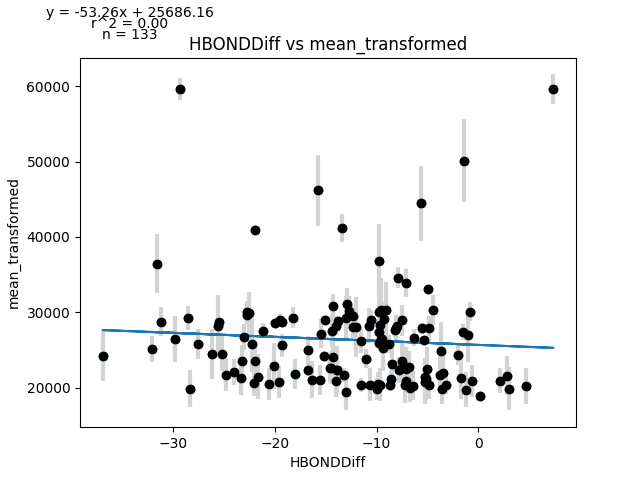 y = -53.26x + 25686.16
r^2 = 0.00
n = 133
HBONDDiff vs mean_transformed
60000
50000
40000
30000
20000
mean_transformed
−30
−20
−10
0
HBONDDiff